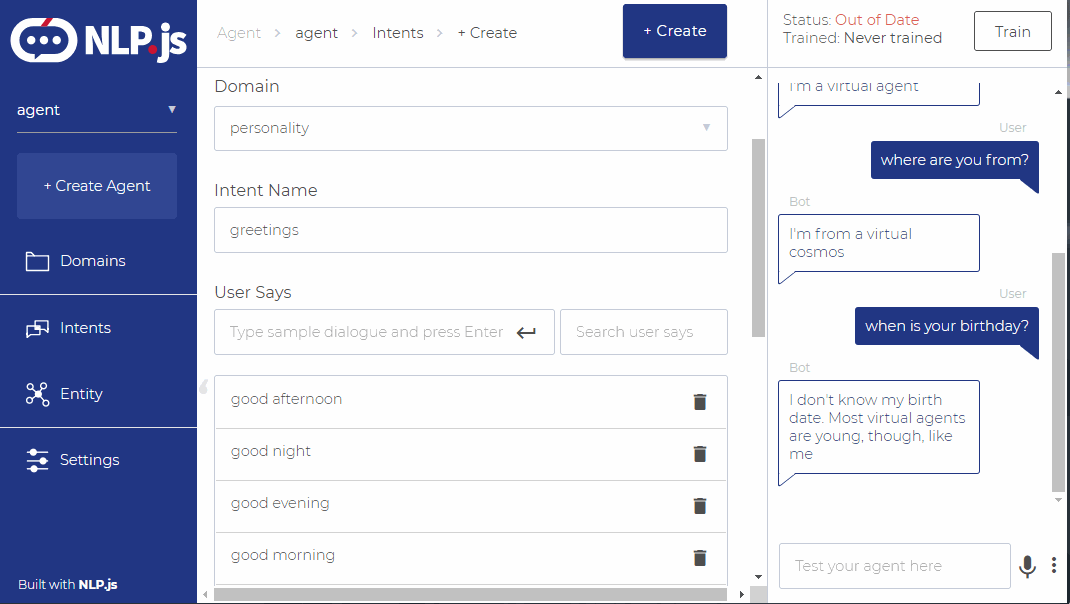 NLP.js
agent
+ Create Agent
Domains
Intents
Entity
Settings
Built with NLP.js
Agent > agent > Intents > + Create
+ Create
Domain
personality
Intent Name
greetings
User Says
Type sample dialogue and press Enter
Search user says
good afternoon
good night
good evening
good morning
Status: Out of Date
Trained: Never trained
Train
I'm a virtual agent
User
where are you from?
Bot
I'm from a virtual
cosmos
User
when is your birthday?
Bot
I don't know my birth
date. Most virtual agents
are young, though, like
me
Test your agent here